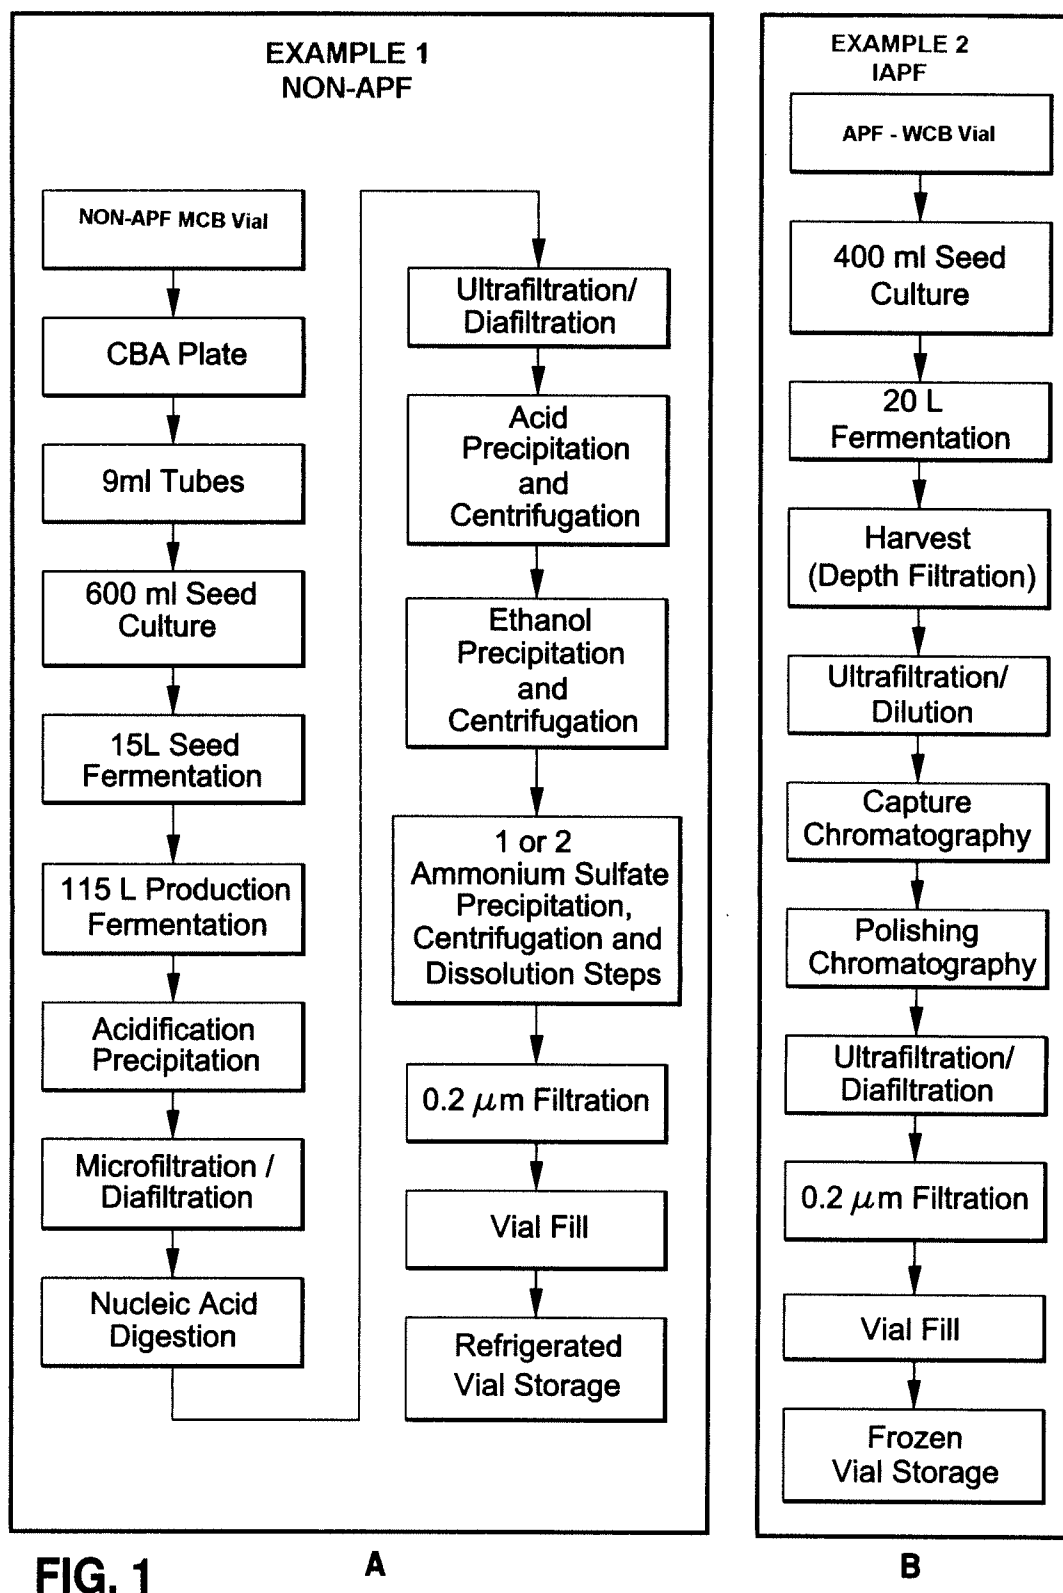 EXAMPLE 1
NON-APF
NON-APF MCB Vial
CBA Plate
9ml Tubes
600 ml Seed
Culture
15L Seed
Fermentation
115 L Production
Fermentation
Acidification
Precipitation
Microfiltration /
Diafiltration
Nucleic Acid
Digestion
Ultrafiltration/
Diafiltration
Acid
Precipitation
and
Centrifugation
Ethanol
Precipitation
and
Centrifugation
1 or 2
Ammonium Sulfate
Precipitation,
Centrifugation and
Dissolution Steps
0.2 μm Filtration
Vial Fill
Refrigerated
Vial Storage
A
EXAMPLE 2
IAPF
APF - WCB Vial
400 ml Seed
Culture
20 L
Fermentation
Harvest
(Depth Filtration)
Ultrafiltration/
Dilution
Capture
Chromatography
Polishing
Chromatography
Ultrafiltration/
Diafiltration
0.2 μm Filtration
Vial Fill
Frozen
Vial Storage
B
FIG. 1